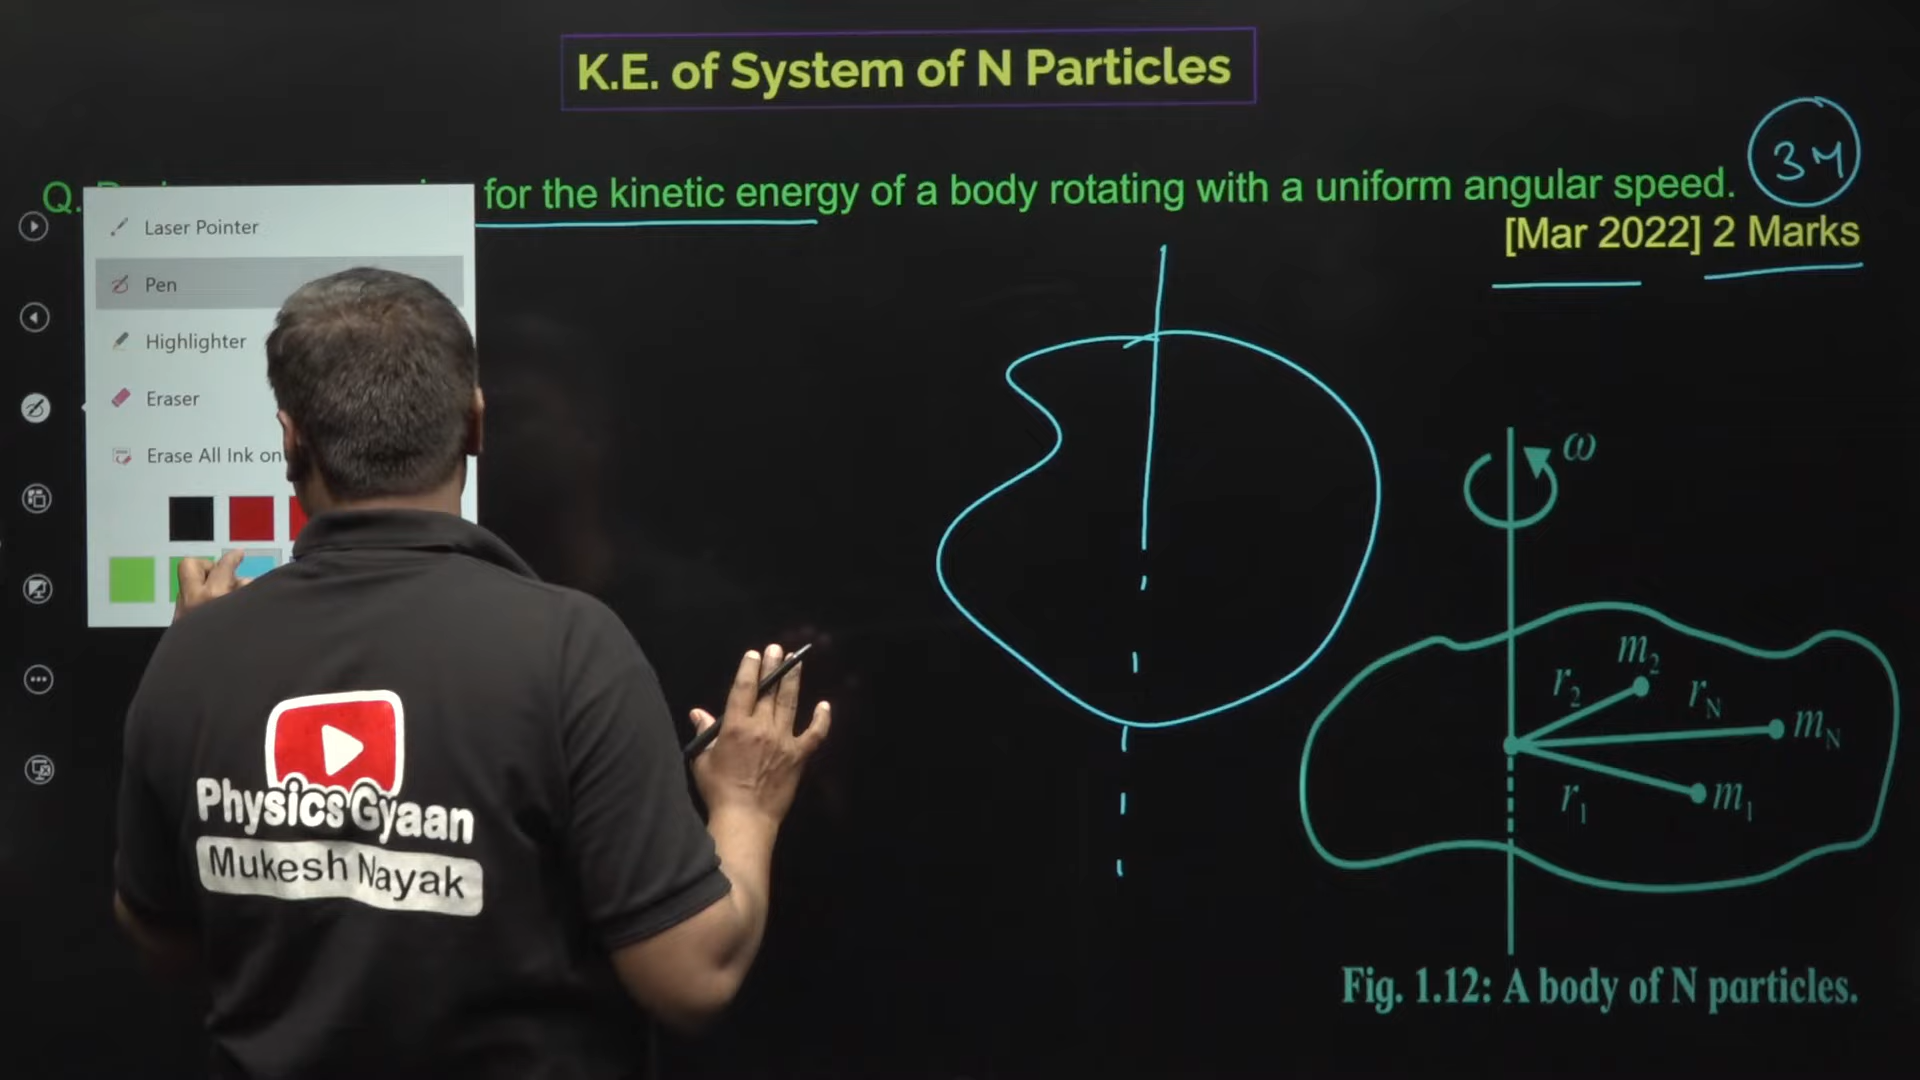 K.E. of System of N Particles
3M
Q. for the kinetic energy of a body rotating with a uniform angular speed.
[Mar 2022] 2 Marks
Laser Pointer
Pen
Highlighter
Eraser
Erase All Ink on
ω
m₂
r₂
r_N
m_N
r₁
m₁
Physics Gyaan
Mukesh Nayak
Fig. 1.12: A body of N particles.